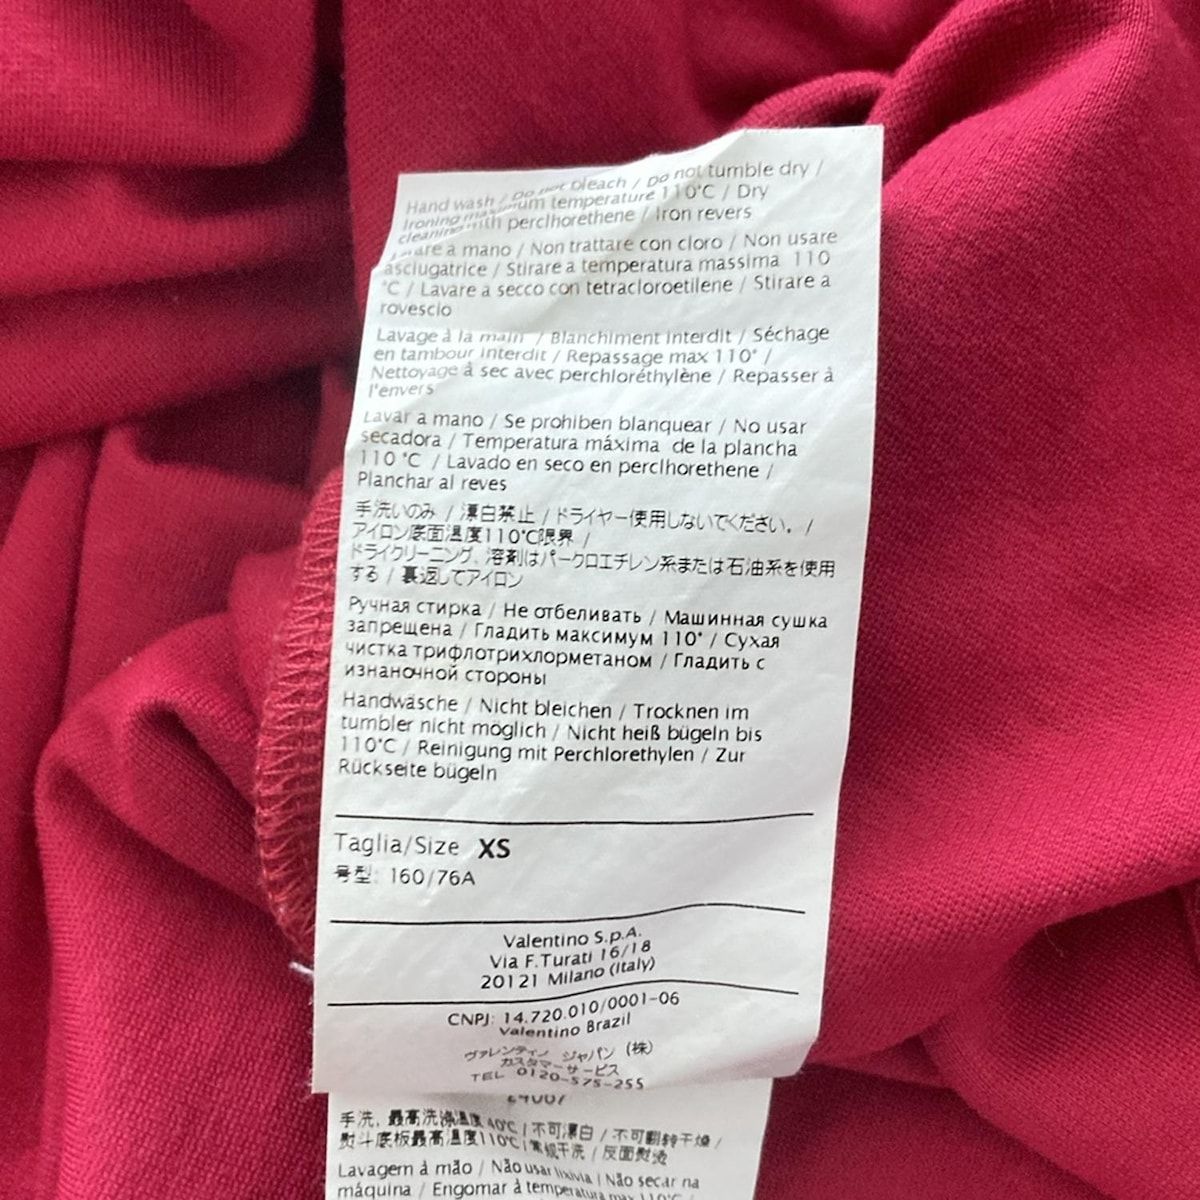 Hand wash / Do not bleach / Do not tumble dry /
Ironing maximum temperature 110°C / Dry
cleaning with perclhorethene / Iron revers
Lavare a mano / Non trattare con cloro / Non usare
asciugatrice / Stirare a temperatura massima 110
°C / Lavare a secco con tetracloroetilene / Stirare a
rovescio
Lavage à la main / Blanchiment interdit / Séchage
en tambour interdit / Repassage max 110° /
Nettoyage à sec avec perchloréthylène / Repasser à
l'envers
Lavar a mano / Se prohiben blanquear / No usar
secadora / Temperatura máxima de la plancha
110 °C / Lavado en seco en perclhorethene /
Planchar al reves
手洗いのみ / 漂白禁止 / ドライヤー使用しないでください。 /
アイロン底面温度110℃限界 /
ドライクリーニング、溶剤はパークロエチレン系または石油系を使用
する / 裏返してアイロン
Ручная стирка / Не отбеливать / Машинная сушка
запрещена / Гладить максимум 110° / Сухая
чистка трифлотрихлорметаном / Гладить с
изнаночной стороны
Handwäsche / Nicht bleichen / Trocknen im
tumbler nicht möglich / Nicht heiß bügeln bis
110°C / Reinigung mit Perchlorethylen / Zur
Rückseite bügeln
Taglia/Size XS
号型: 160/76A
Valentino S.p.A.
Via F.Turati 16/18
20121 Milano (Italy)
CNPJ: 14.720.010/0001-06
Valentino Brazil
ヴァレンティノ ジャパン (株)
カスタマーサービス
TEL 0120-575-255
手洗, 最高洗涤温度 40℃ / 不可漂白 / 不可翻转干燥 /
熨斗底板最高温度110℃ / 常规干洗 / 反面熨烫
Lavagem à mão / Não usar lixívia / Não secar na
máquina / Engomar à temperatura max 110°C /